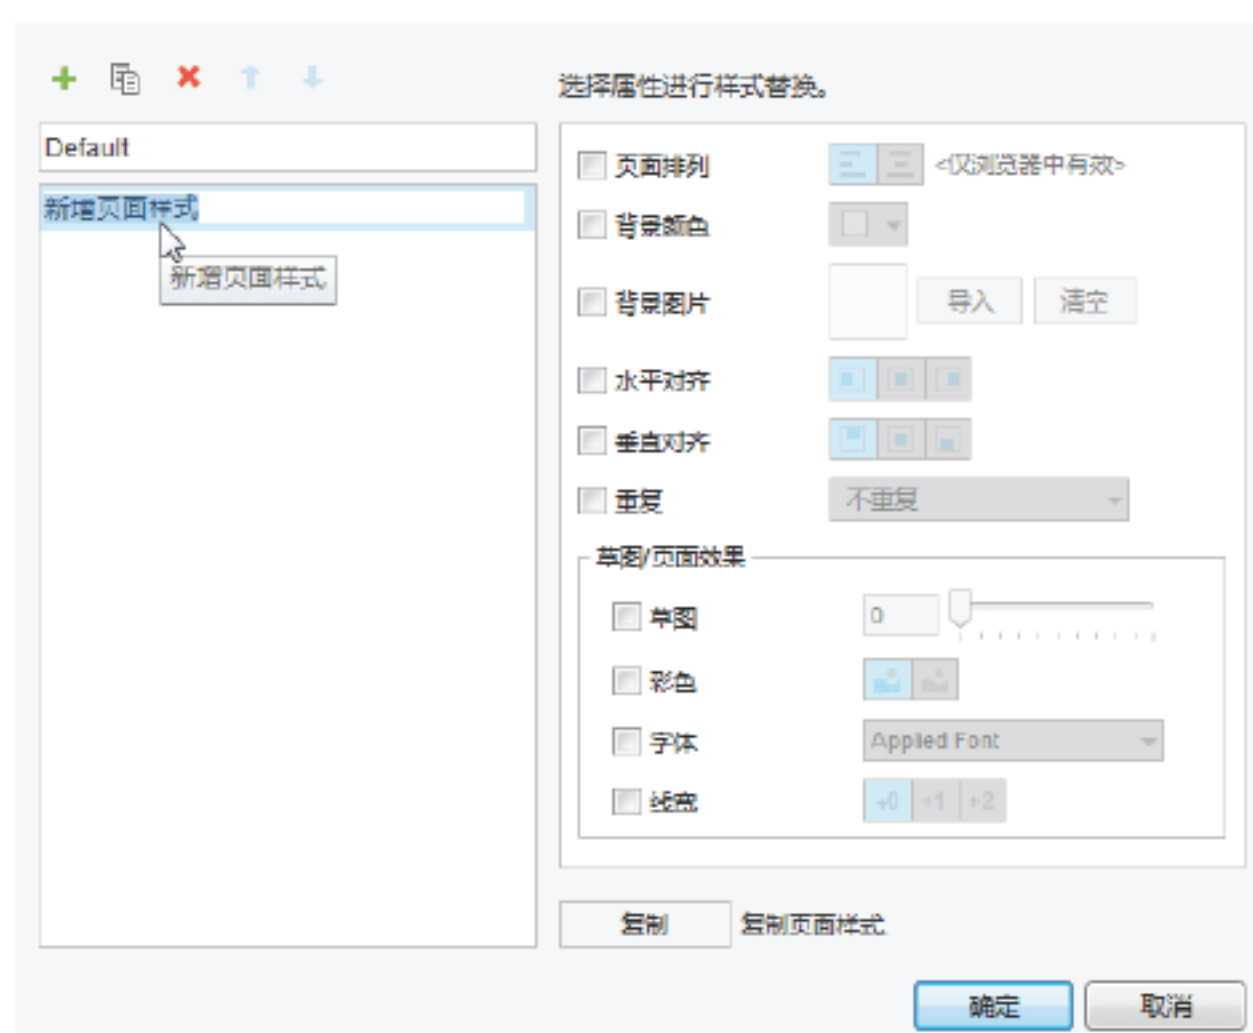 选择属性进行样式替换。
Default
新增页面样式
新增页面样式
页面排列 <仅浏览器中有效>
背景颜色
背景图片 导入 清空
水平对齐
垂直对齐
重复 不重复
草图/页面效果
草图 0
彩色
字体 Applied Font
线宽 +0 +1 +2
复制 复制页面样式
确定 取消